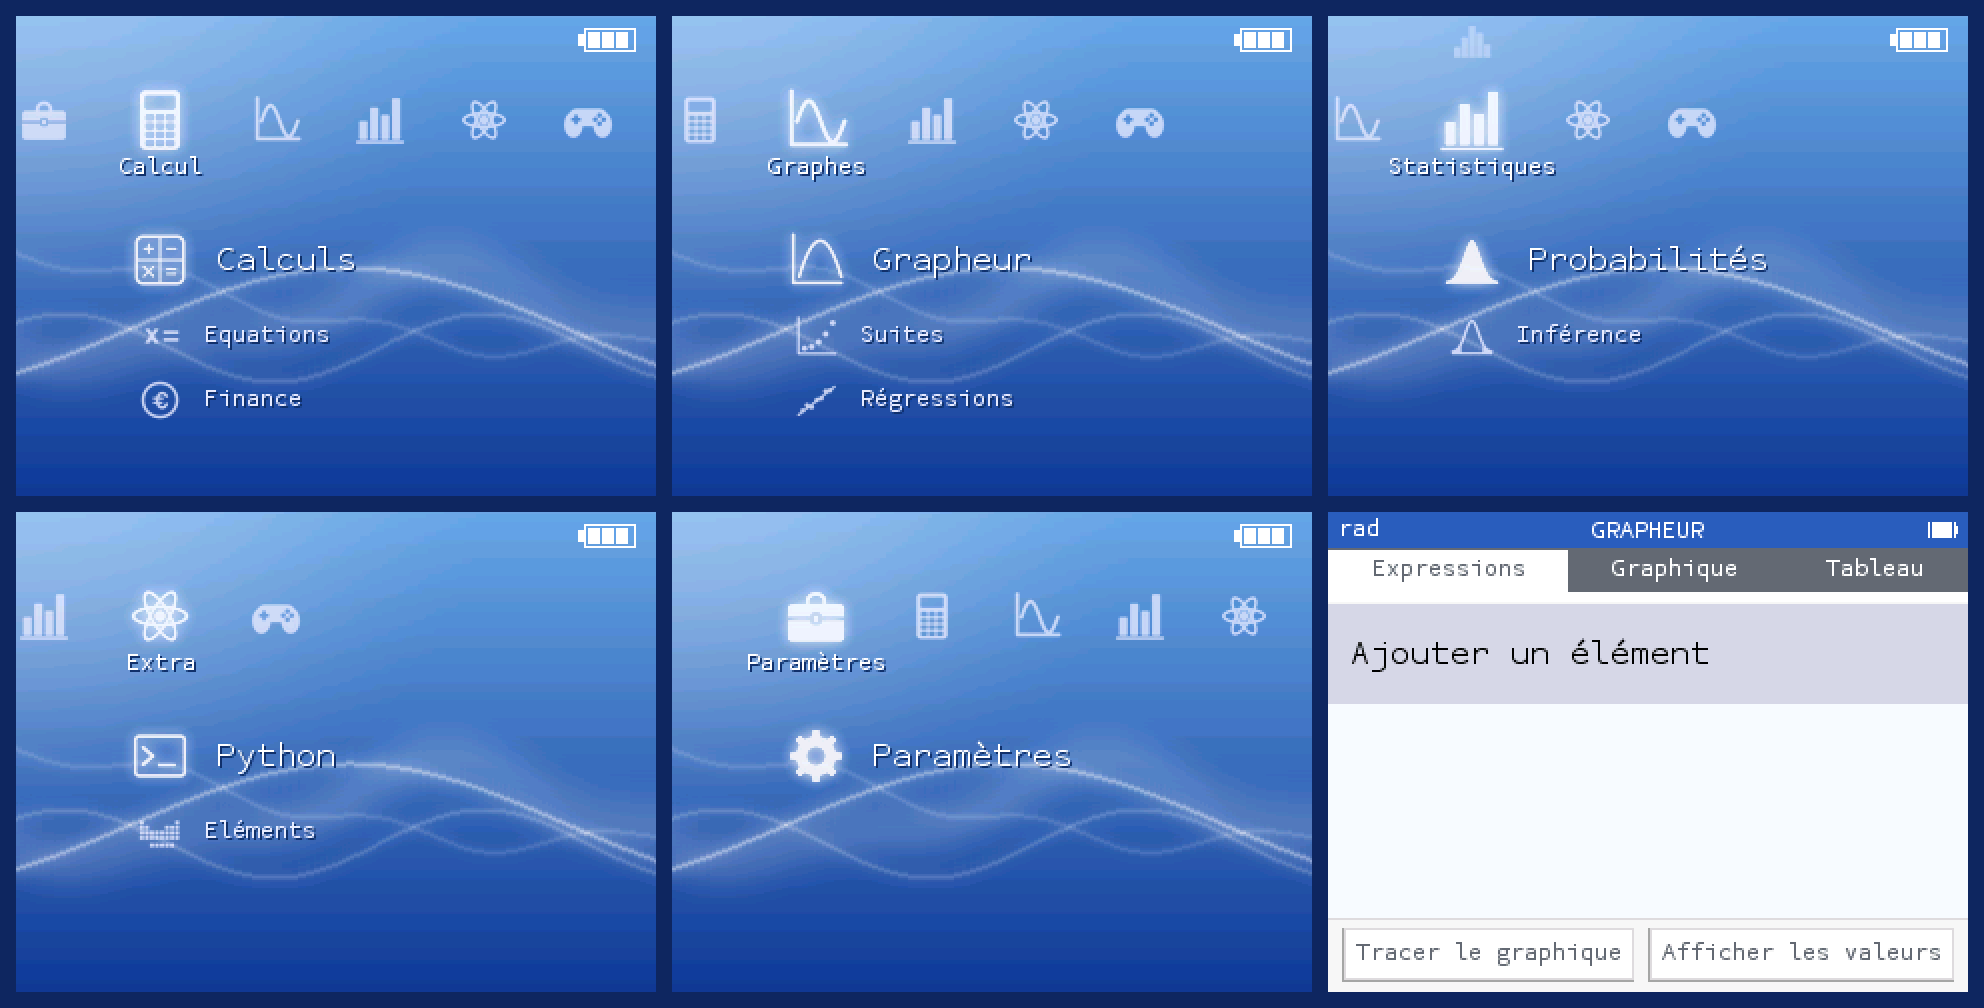 Calcul
Calculs
Equations
Finance
Graphes
Grapheur
Suites
Régressions
Statistiques
Probabilités
Inférence
Extra
Python
Eléments
Paramètres
Paramètres
rad GRAPHEUR
Expressions Graphique Tableau
Ajouter un élément
Tracer le graphique Afficher les valeurs